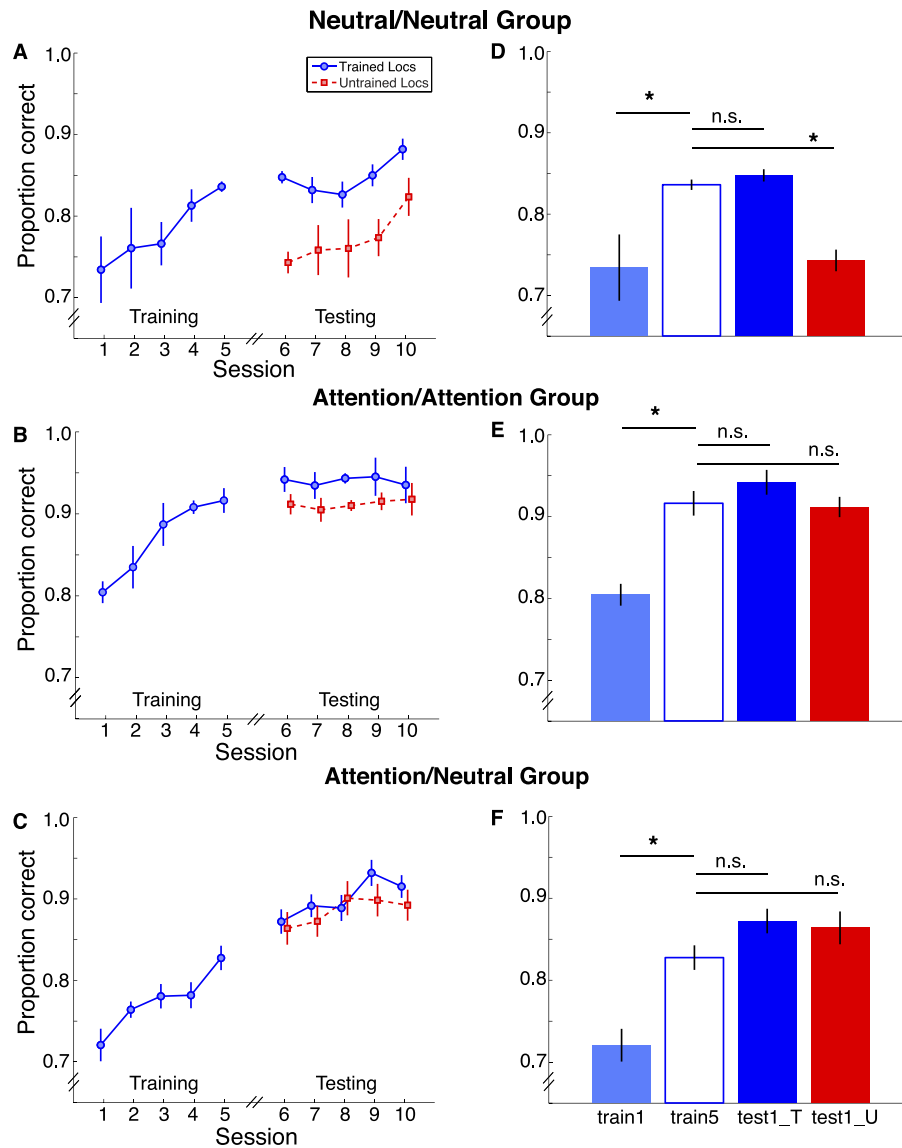 Neutral/Neutral Group
A
1.0
Trained Locs
Untrained Locs
0.9
0.8
0.7
Proportion correct
Training
Testing
1 2 3 4 5 6 7 8 9 10
Session
D
1.0
0.9
0.8
0.7
*
n.s.
*
Attention/Attention Group
B
1.0
0.9
0.8
0.7
Proportion correct
Training
Testing
1 2 3 4 5 6 7 8 9 10
Session
E
1.0
0.9
0.8
0.7
*
n.s.
n.s.
Attention/Neutral Group
C
1.0
0.9
0.8
0.7
Proportion correct
Training
Testing
1 2 3 4 5 6 7 8 9 10
Session
F
1.0
0.9
0.8
0.7
*
n.s.
n.s.
train1 train5 test1_T test1_U